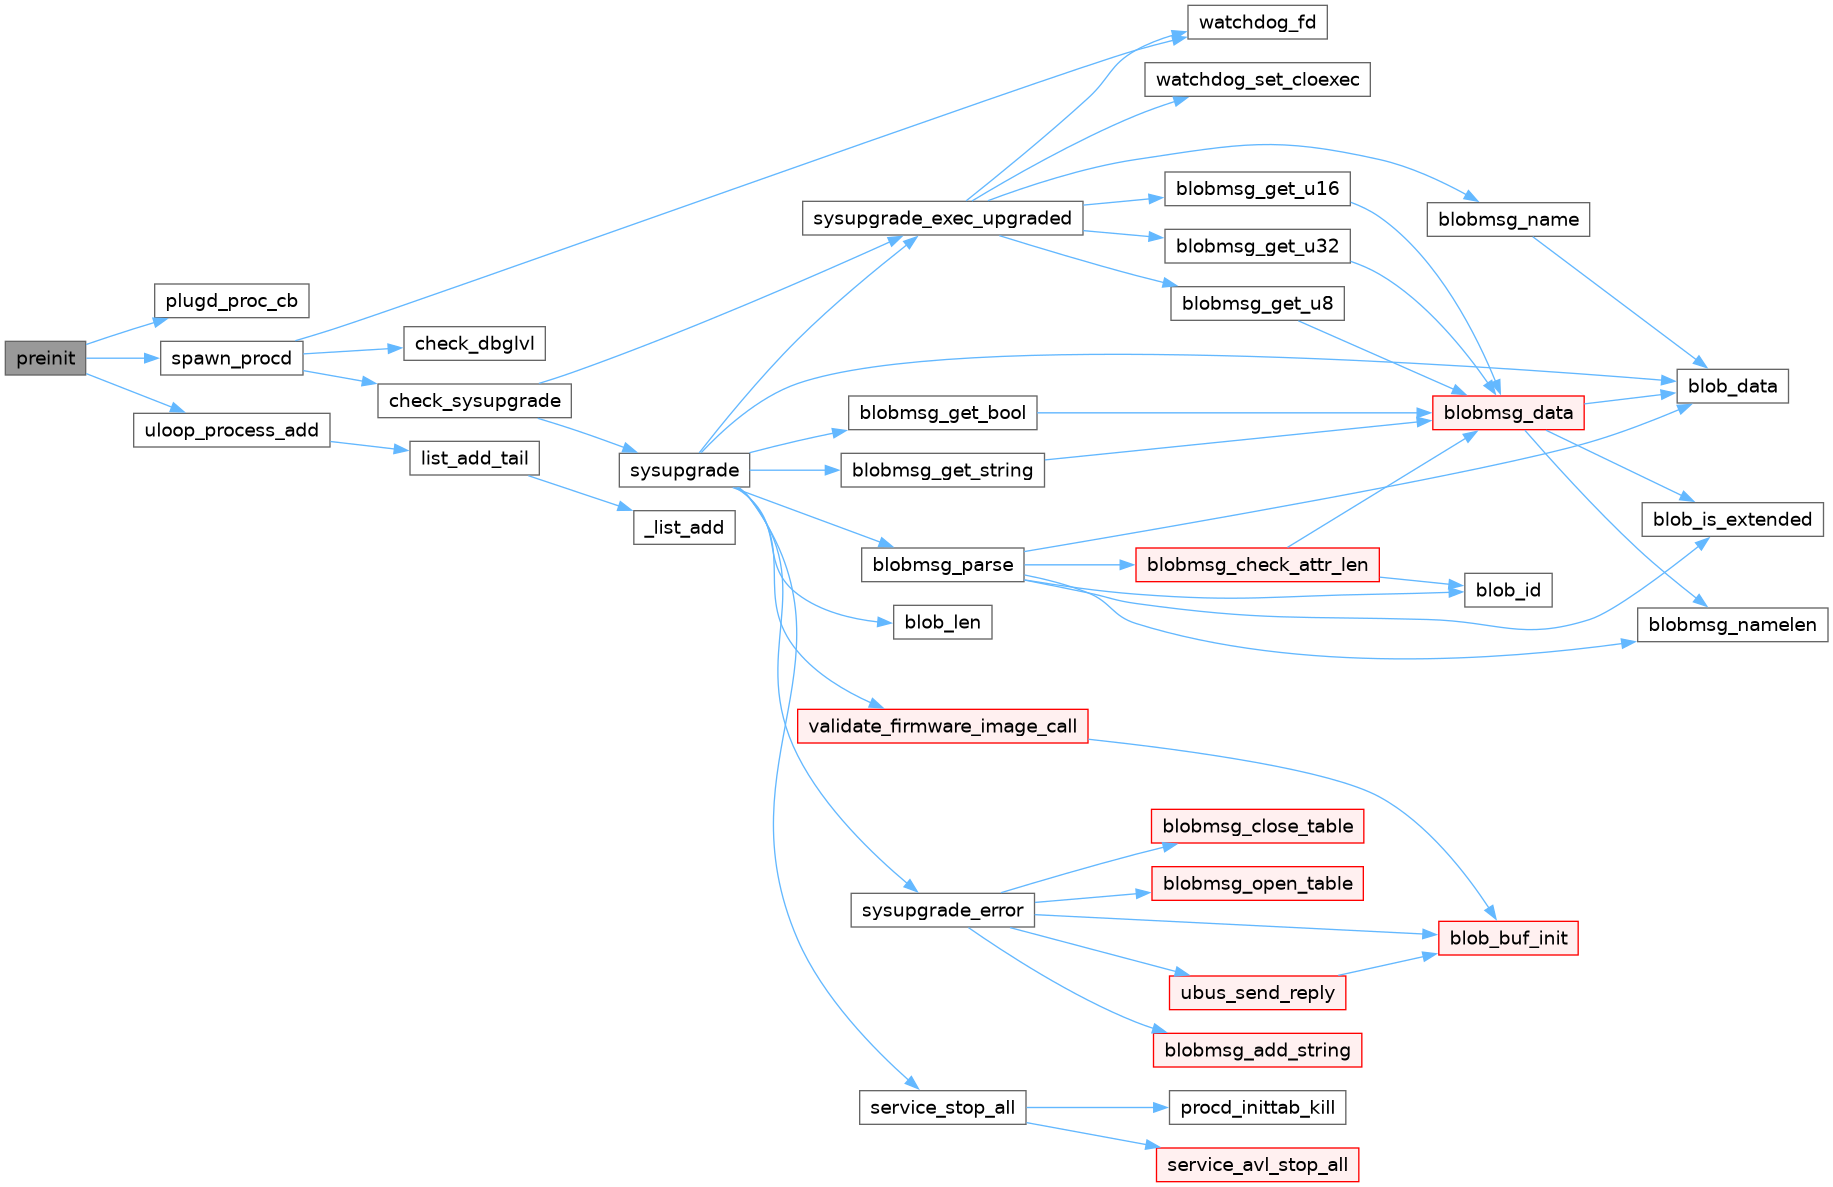 watchdog_fd
watchdog_set_cloexec
blobmsg_get_u16
sysupgrade_exec_upgraded
blobmsg_name
blobmsg_get_u32
plugd_proc_cb
blobmsg_get_u8
check_dbglvl
preinit
spawn_procd
blob_data
check_sysupgrade
blobmsg_get_bool
blobmsg_data
uloop_process_add
list_add_tail
sysupgrade
blobmsg_get_string
blob_is_extended
_list_add
blobmsg_parse
blobmsg_check_attr_len
blob_id
blob_len
blobmsg_namelen
validate_firmware_image_call
blobmsg_close_table
blobmsg_open_table
sysupgrade_error
blob_buf_init
ubus_send_reply
blobmsg_add_string
service_stop_all
procd_inittab_kill
service_avl_stop_all